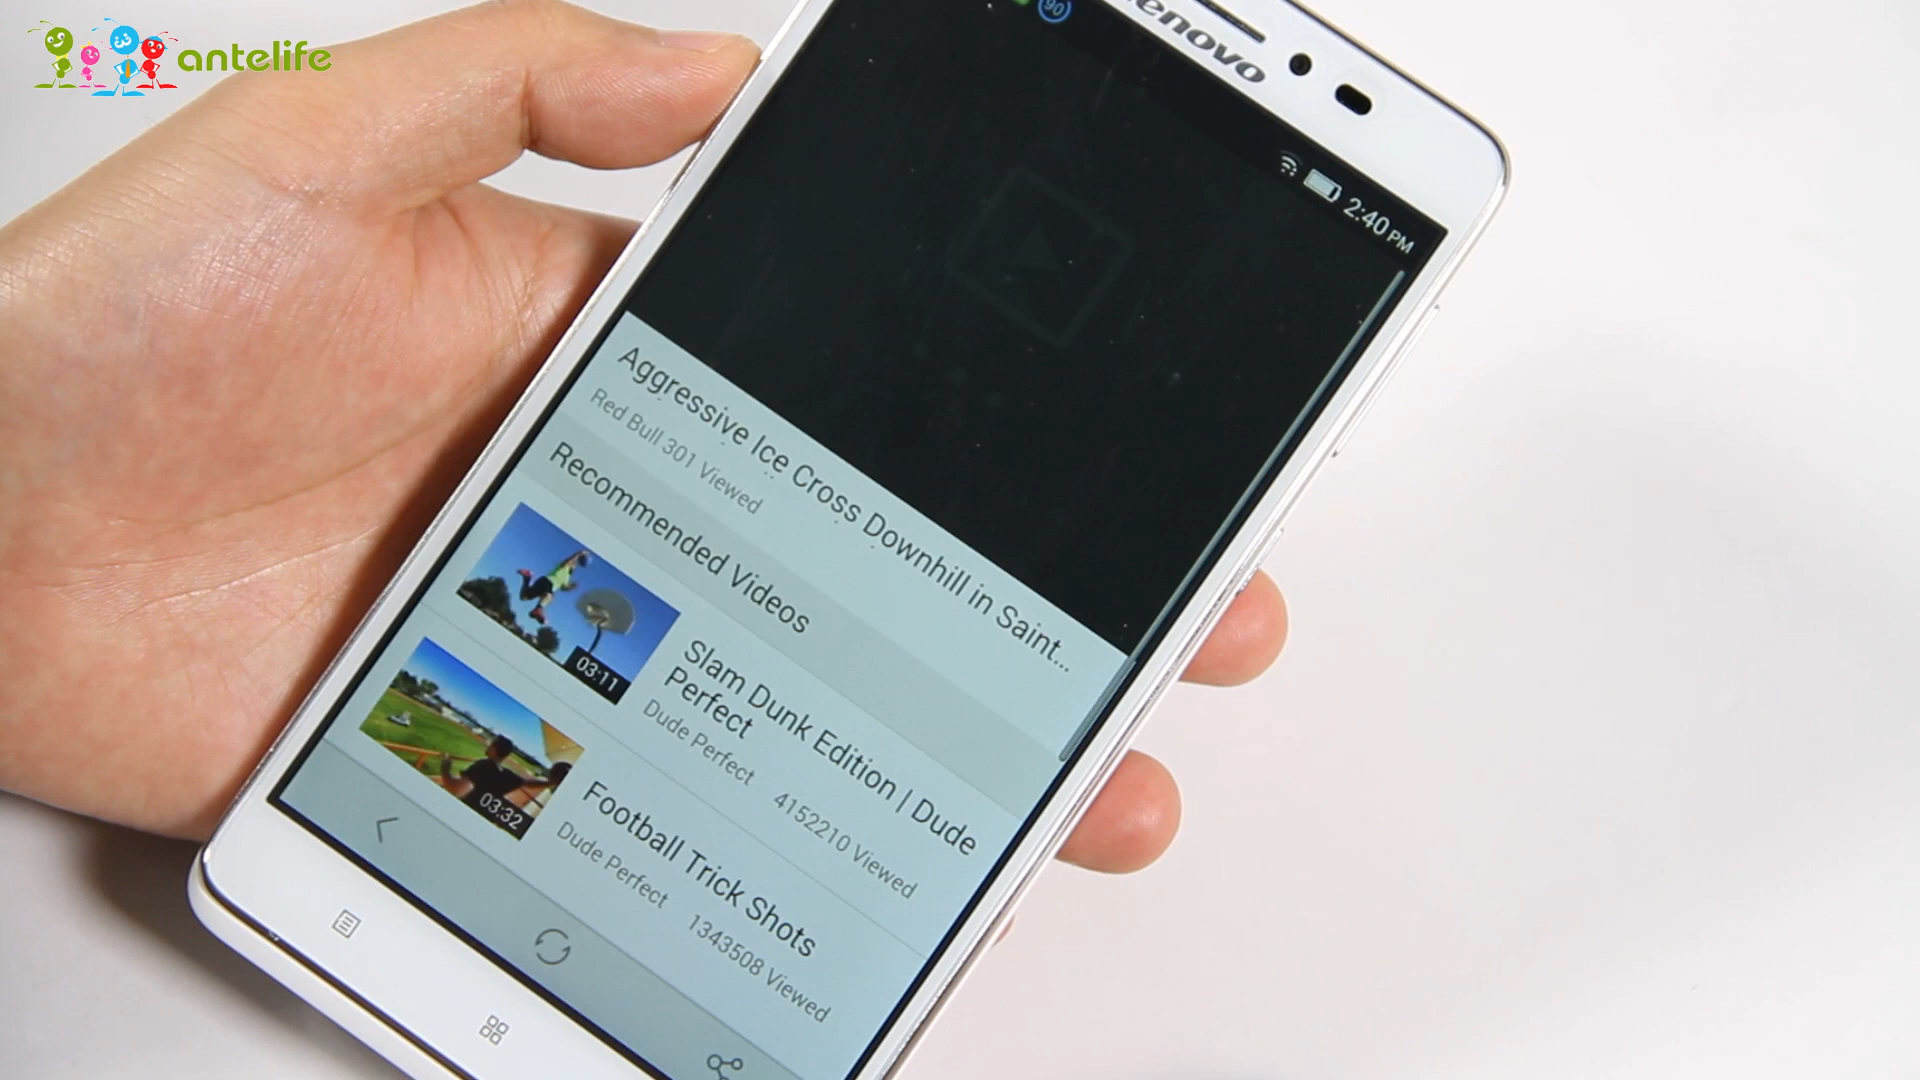 antelife
90
lenovo
2:40 PM
Aggressive Ice Cross Downhill in Saint...
Red Bull 301 Viewed
Recommended Videos
03:11
Slam Dunk Edition | Dude
Perfect
Dude Perfect 4152210 Viewed
03:32
Football Trick Shots
Dude Perfect 1343508 Viewed